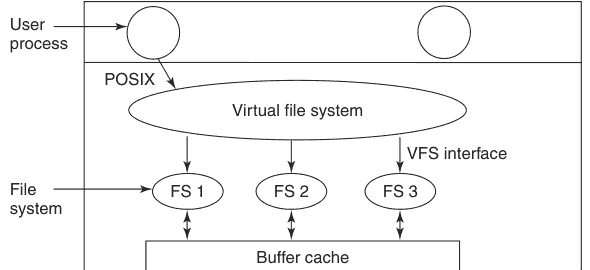 User
process
POSIX
Virtual file system
VFS interface
File
system
FS 1
FS 2
FS 3
Buffer cache